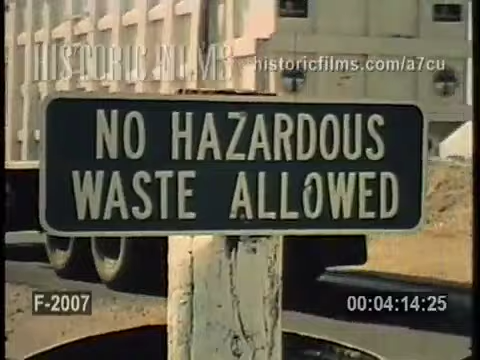 HISTORIC FILMS
historicfilms.com/a7cu
NO HAZARDOUS
WASTE ALLOWED
F-2007
00:04:14:25